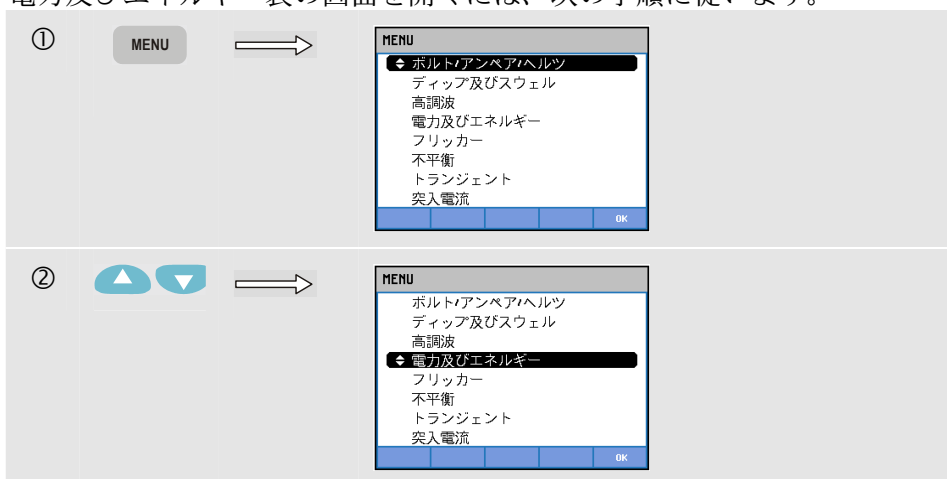 電力及びエネルギー表の画面を開くには、次の手順に従います。
①
MENU
MENU
ボルト/アンペア/ヘルツ
ディップ及びスウェル
高調波
電力及びエネルギー
フリッカー
不平衡
トランジェント
突入電流
OK
②
MENU
ボルト/アンペア/ヘルツ
ディップ及びスウェル
高調波
電力及びエネルギー
フリッカー
不平衡
トランジェント
突入電流
OK